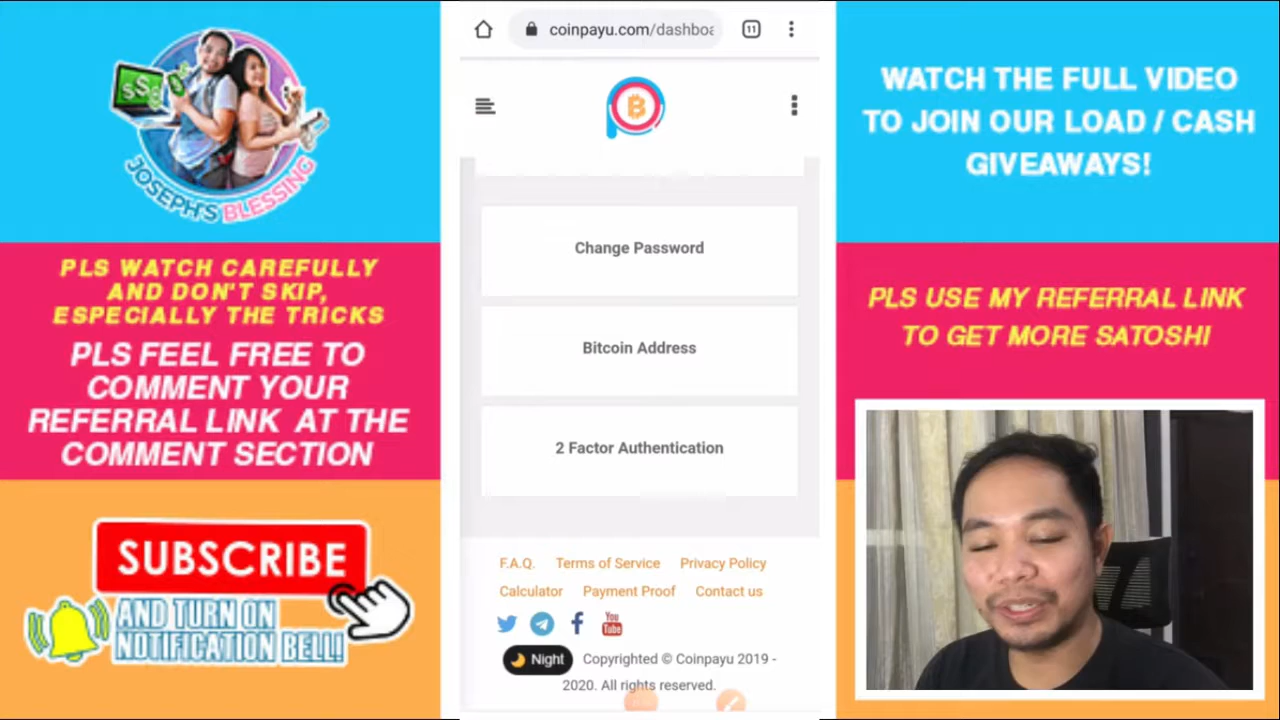 $$$
$
JOSEPH'S BLESSING
PLS WATCH CAREFULLY
AND DON'T SKIP,
ESPECIALLY THE TRICKS
PLS FEEL FREE TO
COMMENT YOUR
REFERRAL LINK AT THE
COMMENT SECTION
SUBSCRIBE
AND TURN ON
NOTIFICATION BELL!
coinpayu.com/dashboa
11
Change Password
Bitcoin Address
2 Factor Authentication
F.A.Q. Terms of Service Privacy Policy
Calculator Payment Proof Contact us
You
Tube
Night Copyrighted © Coinpayu 2019 -
2020. All rights reserved.
WATCH THE FULL VIDEO
TO JOIN OUR LOAD / CASH
GIVEAWAYS!
PLS USE MY REFERRAL LINK
TO GET MORE SATOSHI